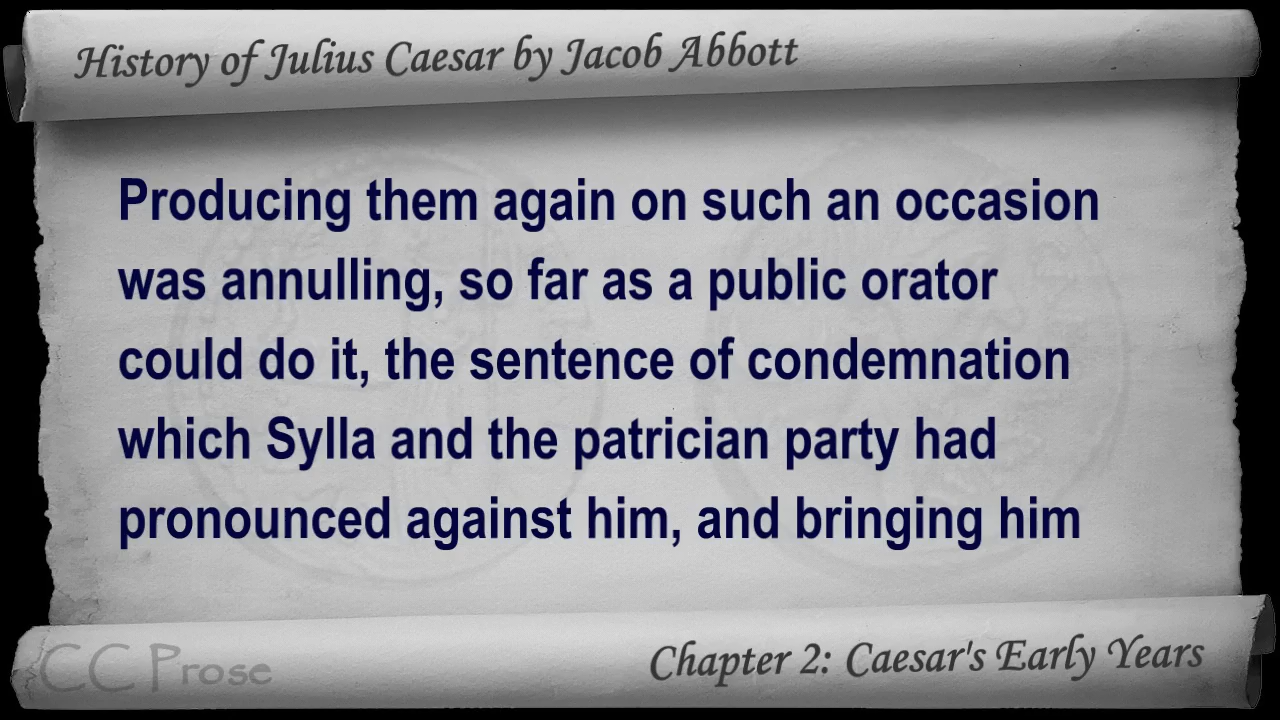 History of Julius Caesar by Jacob Abbott
Producing them again on such an occasion
was annulling, so far as a public orator
could do it, the sentence of condemnation
which Sylla and the patrician party had
pronounced against him, and bringing him
CC Prose
Chapter 2: Caesar's Early Years